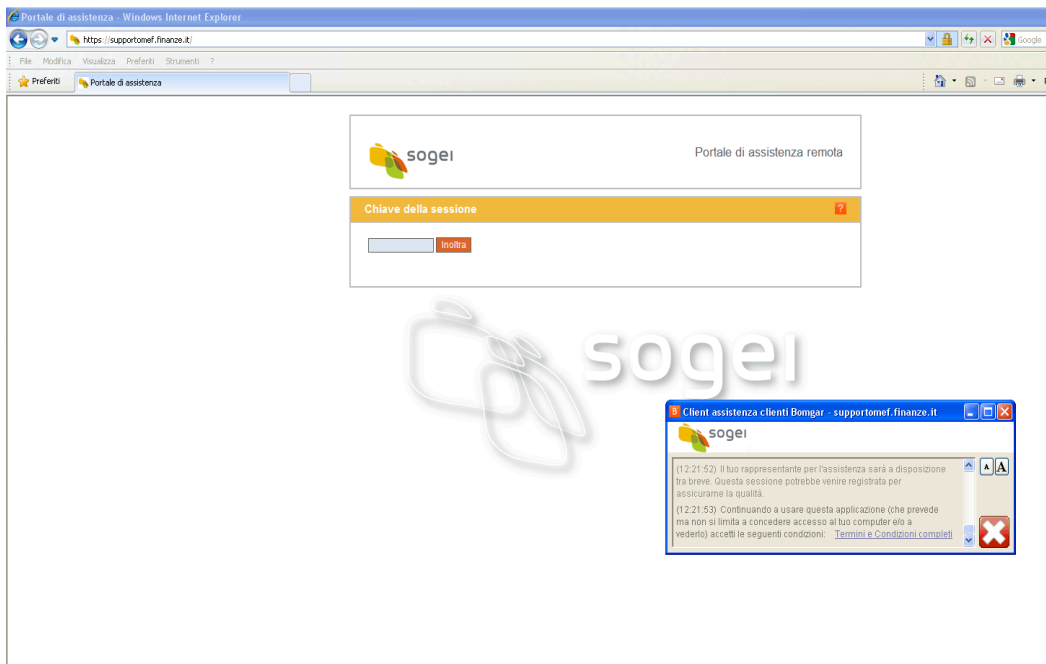 Portale di assistenza - Windows Internet Explorer
https://supportomef.finanze.it/
Google
File Modifica Visualizza Preferiti Strumenti ?
Preferiti
Portale di assistenza
sogei
Portale di assistenza remota
Chiave della sessione
?
Inoltra
sogei
B Client assistenza clienti Bomgar - supportomef.finanze.it
sogei
(12:21:52) Il tuo rappresentante per l'assistenza sarà a disposizione
tra breve. Questa sessione potrebbe venire registrata per
assicurarne la qualità.
A A
(12:21:53) Continuando a usare questa applicazione (che prevede
ma non si limita a concedere accesso al tuo computer e/o a
vederlo) accetti le seguenti condizioni: Termini e Condizioni completi